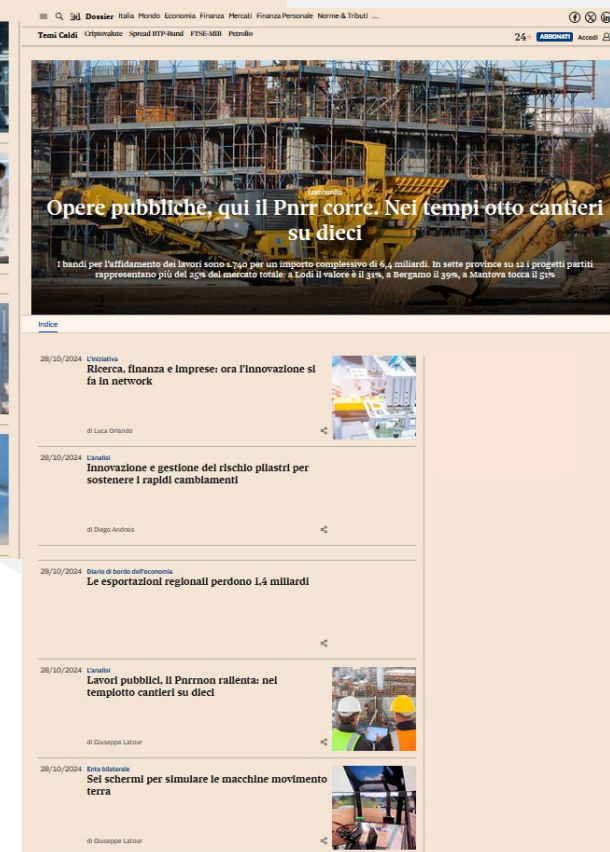 Dossier Italia Mondo Economia Finanza Mercati Finanza Personale Norme & Tributi ...
Temi Caldi Criptovalute Spread BTP-Bund FTSE-MIB Petrolio
24+ ABBONATI Accedi
Lombardia
Opere pubbliche, qui il Pnrr corre. Nei tempi otto cantieri
su dieci
I bandi per l'affidamento dei lavori sono 1.740 per un importo complessivo di 6,4 miliardi. In sette province su 12 i progetti partiti
rappresentano più del 25% del mercato totale: a Lodi il valore è il 31%, a Bergamo il 39%, a Mantova tocca il 51%
Indice
28/10/2024 L'iniziativa
Ricerca, finanza e imprese: ora l'innovazione si
fa in network
di Luca Orlando
28/10/2024 L'analisi
Innovazione e gestione del rischio pilastri per
sostenere i rapidi cambiamenti
di Diego Andreis
28/10/2024 Diario di bordo dell'economia
Le esportazioni regionali perdono 1,4 miliardi
28/10/2024 L'analisi
Lavori pubblici, il Pnrrnon rallenta: nei
tempiotto cantieri su dieci
di Giuseppe Latour
28/10/2024 Ente bilaterale
Sei schermi per simulare le macchine movimento
terra
di Giuseppe Latour